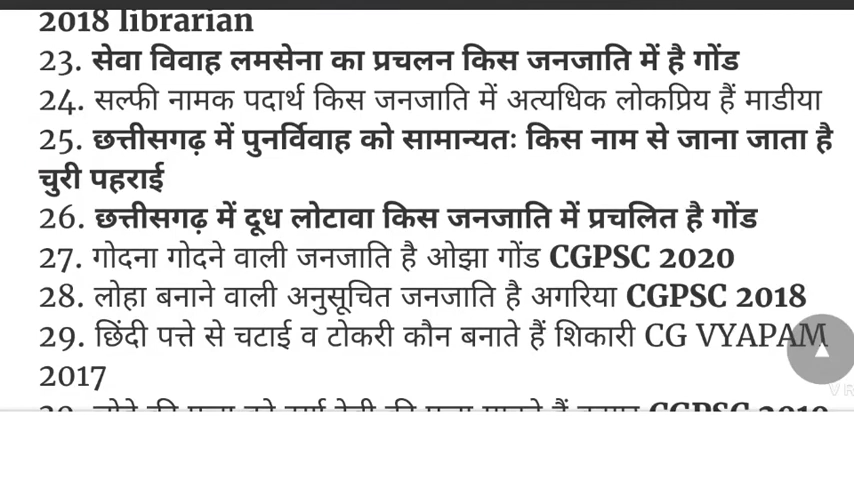 2018 librarian
23. सेवा विवाह लमसेना का प्रचलन किस जनजाति में है गोंड
24. सल्फी नामक पदार्थ किस जनजाति में अत्यधिक लोकप्रिय हैं माडीया
25. छत्तीसगढ़ में पुनर्विवाह को सामान्यतः किस नाम से जाना जाता है
चुरी पहराई
26. छत्तीसगढ़ में दूध लोटावा किस जनजाति में प्रचलित है गोंड
27. गोदना गोदने वाली जनजाति है ओझा गोंड CGPSC 2020
28. लोहा बनाने वाली अनुसूचित जनजाति है अगरिया CGPSC 2018
29. छिंदी पत्ते से चटाई व टोकरी कौन बनाते हैं शिकारी CG VYAPAM
2017